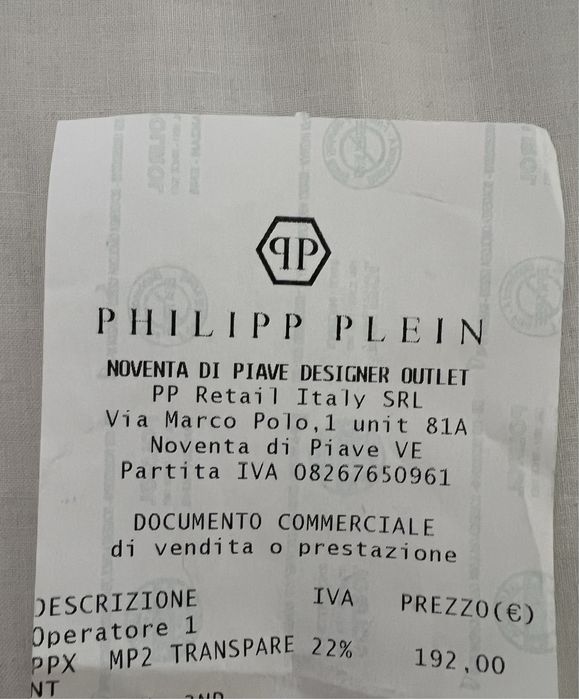 PP
PHILIPP PLEIN
NOVENTA DI PIAVE DESIGNER OUTLET
PP Retail Italy SRL
Via Marco Polo,1 unit 81A
Noventa di Piave VE
Partita IVA 08267650961
DOCUMENTO COMMERCIALE
di vendita o prestazione
DESCRIZIONE IVA PREZZO(€)
Operatore 1
PPX MP2 TRANSPARE 22% 192,00
NT